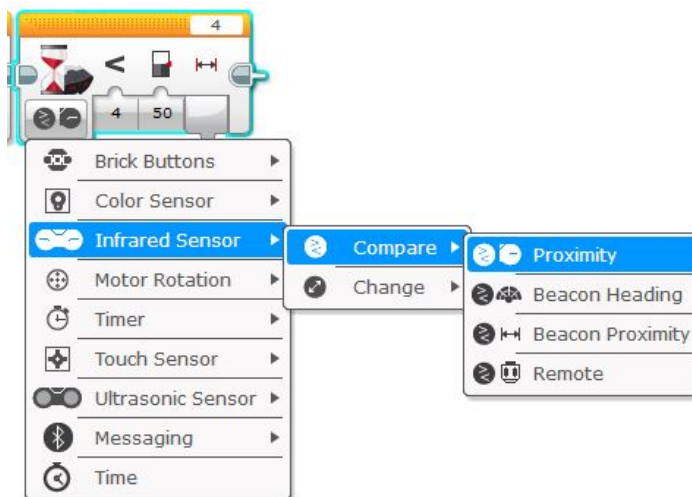 4
<
4 50
Brick Buttons
Color Sensor
Infrared Sensor
Motor Rotation
Timer
Touch Sensor
Ultrasonic Sensor
Messaging
Time
Compare
Change
Proximity
Beacon Heading
Beacon Proximity
Remote